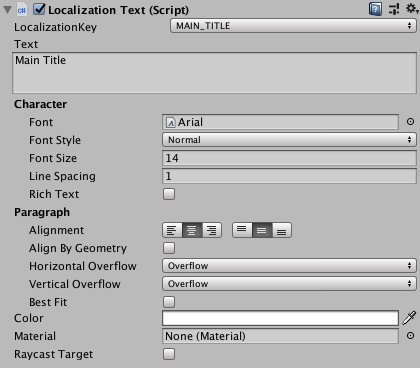 Localization Text (Script)
LocalizationKey MAIN_TITLE
Text
Main Title
Character
Font Arial
Font Style Normal
Font Size 14
Line Spacing 1
Rich Text
Paragraph
Alignment
Align By Geometry
Horizontal Overflow Overflow
Vertical Overflow Overflow
Best Fit
Color
Material None (Material)
Raycast Target